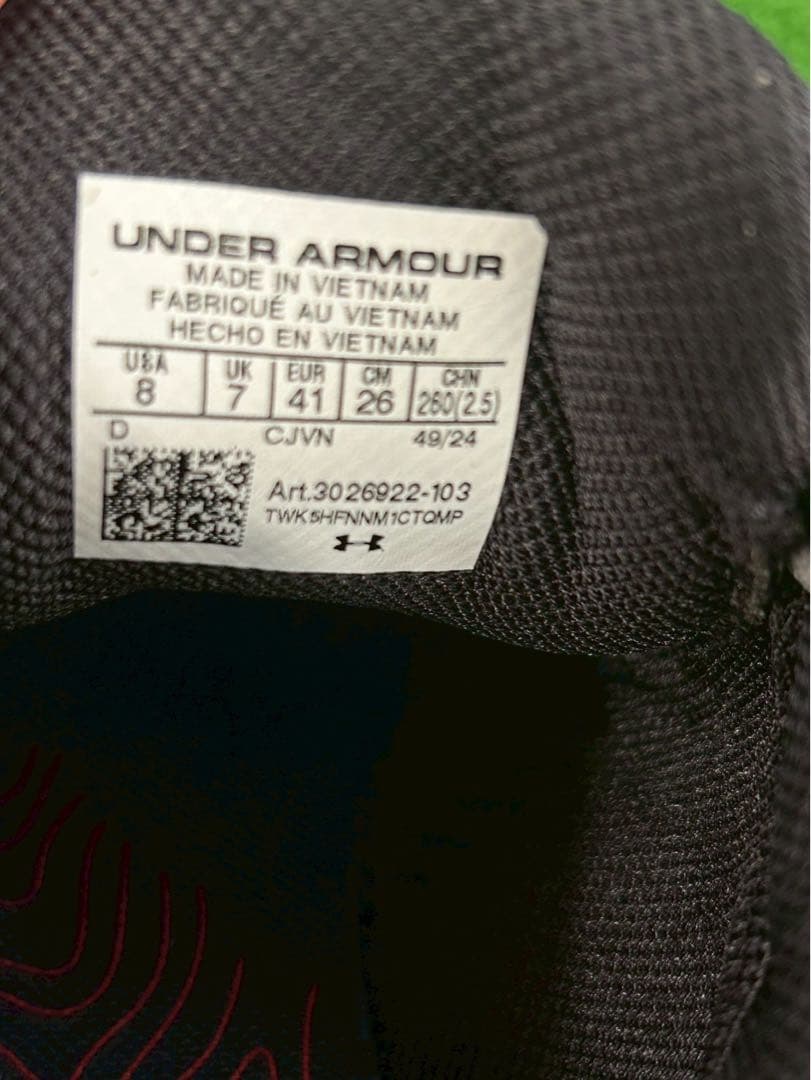 UNDER ARMOUR
MADE IN VIETNAM
FABRIQUÉ AU VIETNAM
HECHO EN VIETNAM
USA UK EUR CM CHN
8 7 41 26 260(2.5)
D CJVN 49/24
Art.3026922-103
TWK5HFNNM1CTQMP